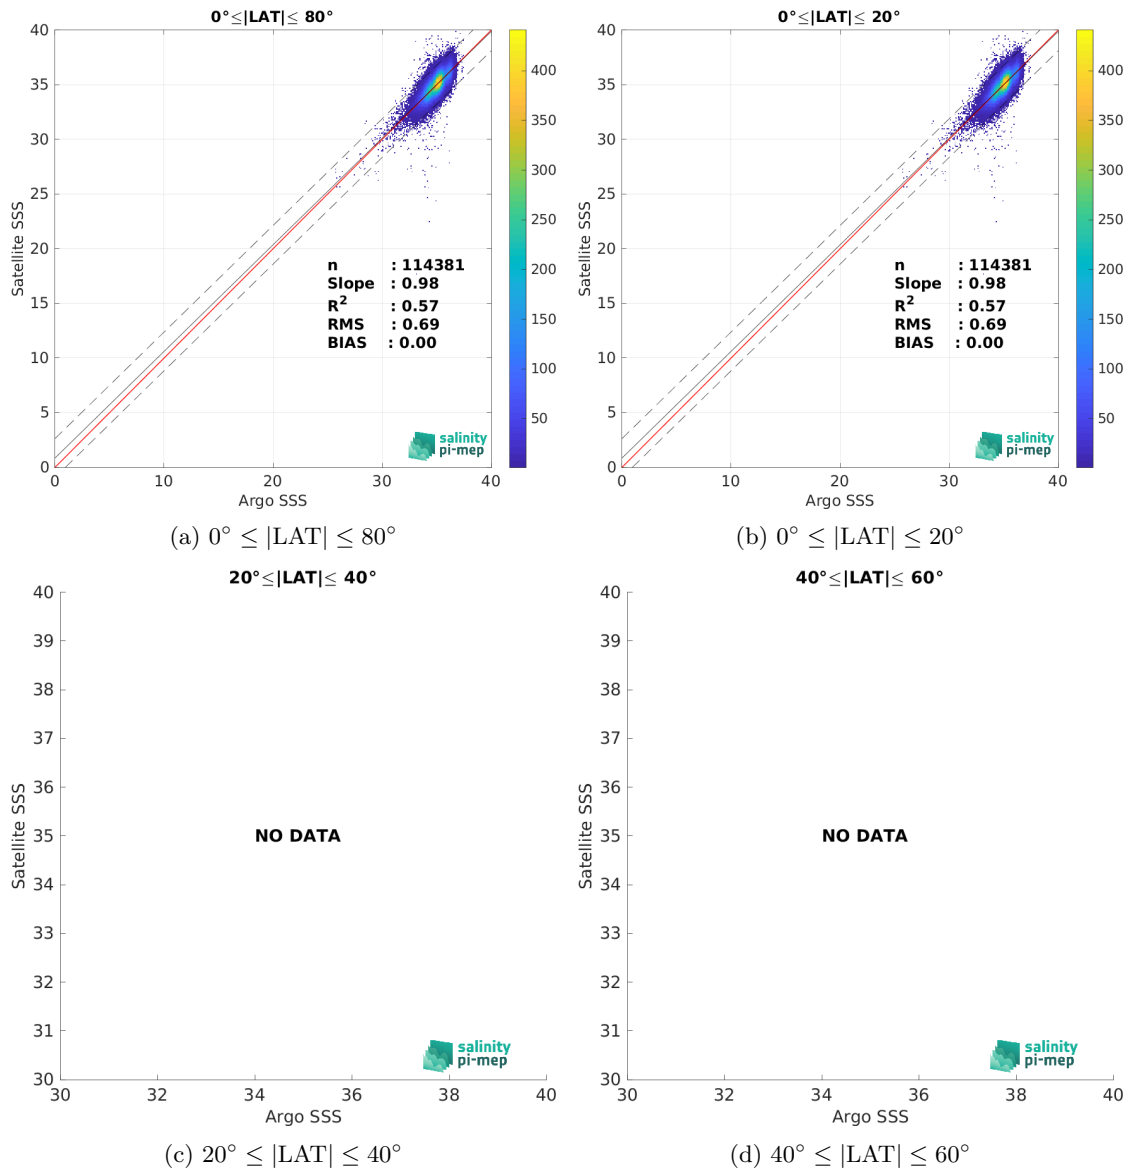 0°≤|LAT|≤ 80°
40
35
30
25
20
15
10
5
0
0
10
20
30
40
Satellite SSS
Argo SSS
n : 114381
Slope : 0.98
R2 : 0.57
RMS : 0.69
BIAS : 0.00
salinity
pi-mep
400
350
300
250
200
150
100
50
(a) 0° ≤ |LAT| ≤ 80°
0°≤|LAT|≤ 20°
40
35
30
25
20
15
10
5
0
0
10
20
30
40
Satellite SSS
Argo SSS
n : 114381
Slope : 0.98
R2 : 0.57
RMS : 0.69
BIAS : 0.00
salinity
pi-mep
400
350
300
250
200
150
100
50
(b) 0° ≤ |LAT| ≤ 20°
20°≤|LAT|≤ 40°
40
39
38
37
36
35
34
33
32
31
30
30
32
34
36
38
40
Satellite SSS
Argo SSS
NO DATA
salinity
pi-mep
(c) 20° ≤ |LAT| ≤ 40°
40°≤|LAT|≤ 60°
40
39
38
37
36
35
34
33
32
31
30
30
32
34
36
38
40
Satellite SSS
Argo SSS
NO DATA
salinity
pi-mep
(d) 40° ≤ |LAT| ≤ 60°